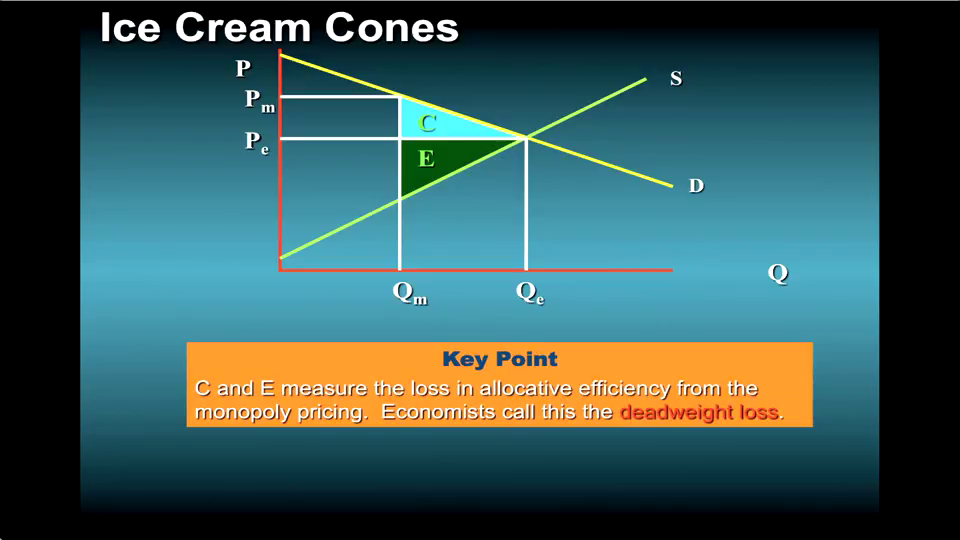 Ice Cream Cones
P
S
Pm
C
Pe
E
D
Q
Qm
Qe
Key Point
C and E measure the loss in allocative efficiency from the
monopoly pricing. Economists call this the deadweight loss.